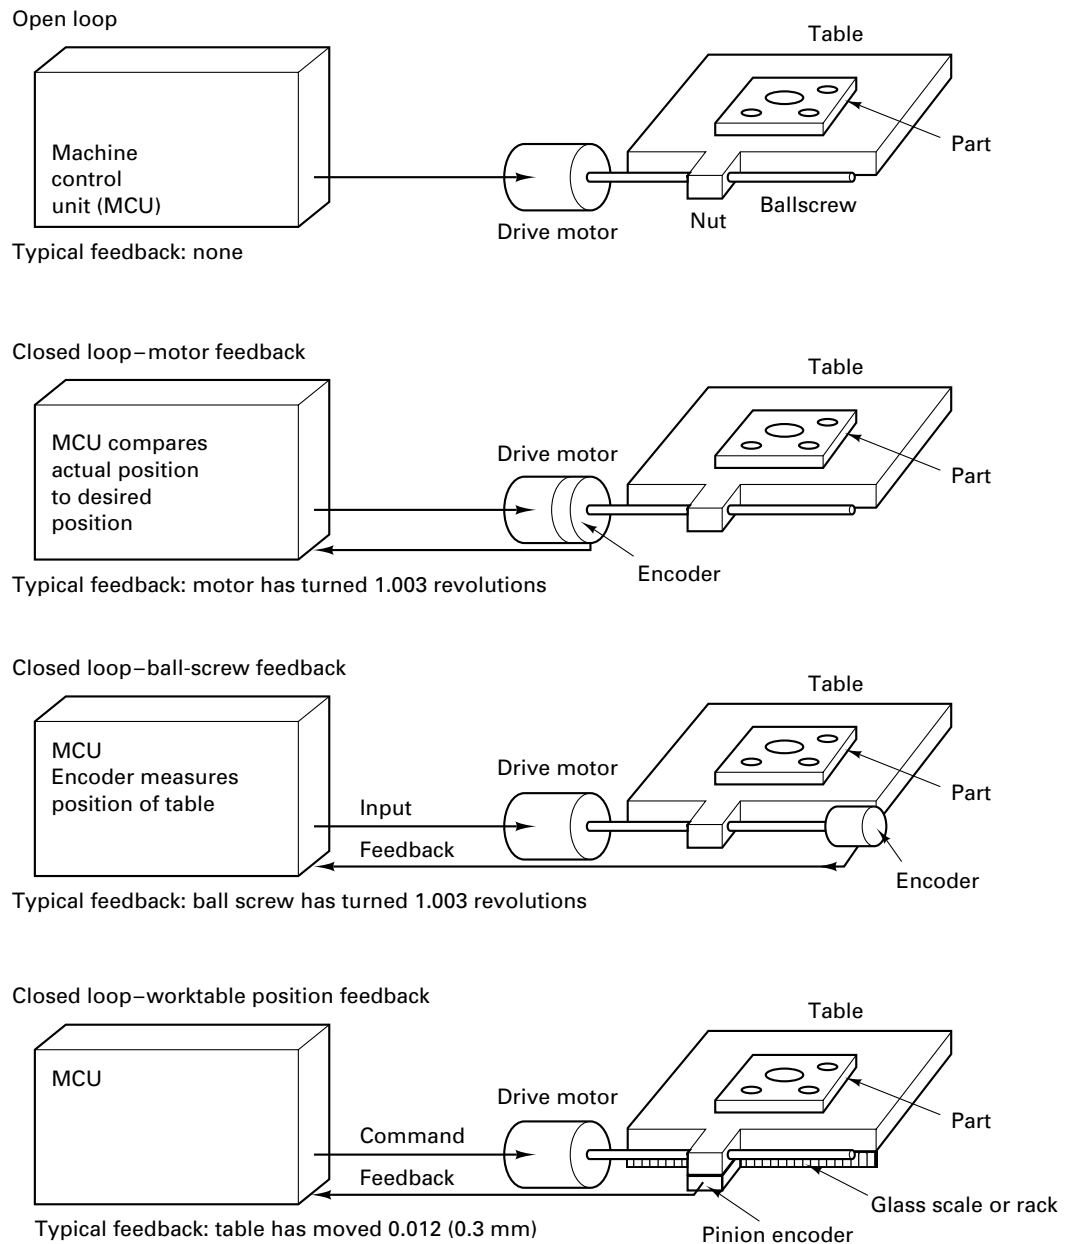 Open loop
Table
Machine
control
unit (MCU)
Part
Nut
Ballscrew
Drive motor
Typical feedback: none
Closed loop–motor feedback
Table
MCU compares
actual position
to desired
position
Drive motor
Part
Encoder
Typical feedback: motor has turned 1.003 revolutions
Closed loop–ball-screw feedback
Table
MCU
Encoder measures
position of table
Drive motor
Input
Part
Feedback
Encoder
Typical feedback: ball screw has turned 1.003 revolutions
Closed loop–worktable position feedback
Table
MCU
Drive motor
Command
Part
Feedback
Glass scale or rack
Typical feedback: table has moved 0.012 (0.3 mm)
Pinion encoder